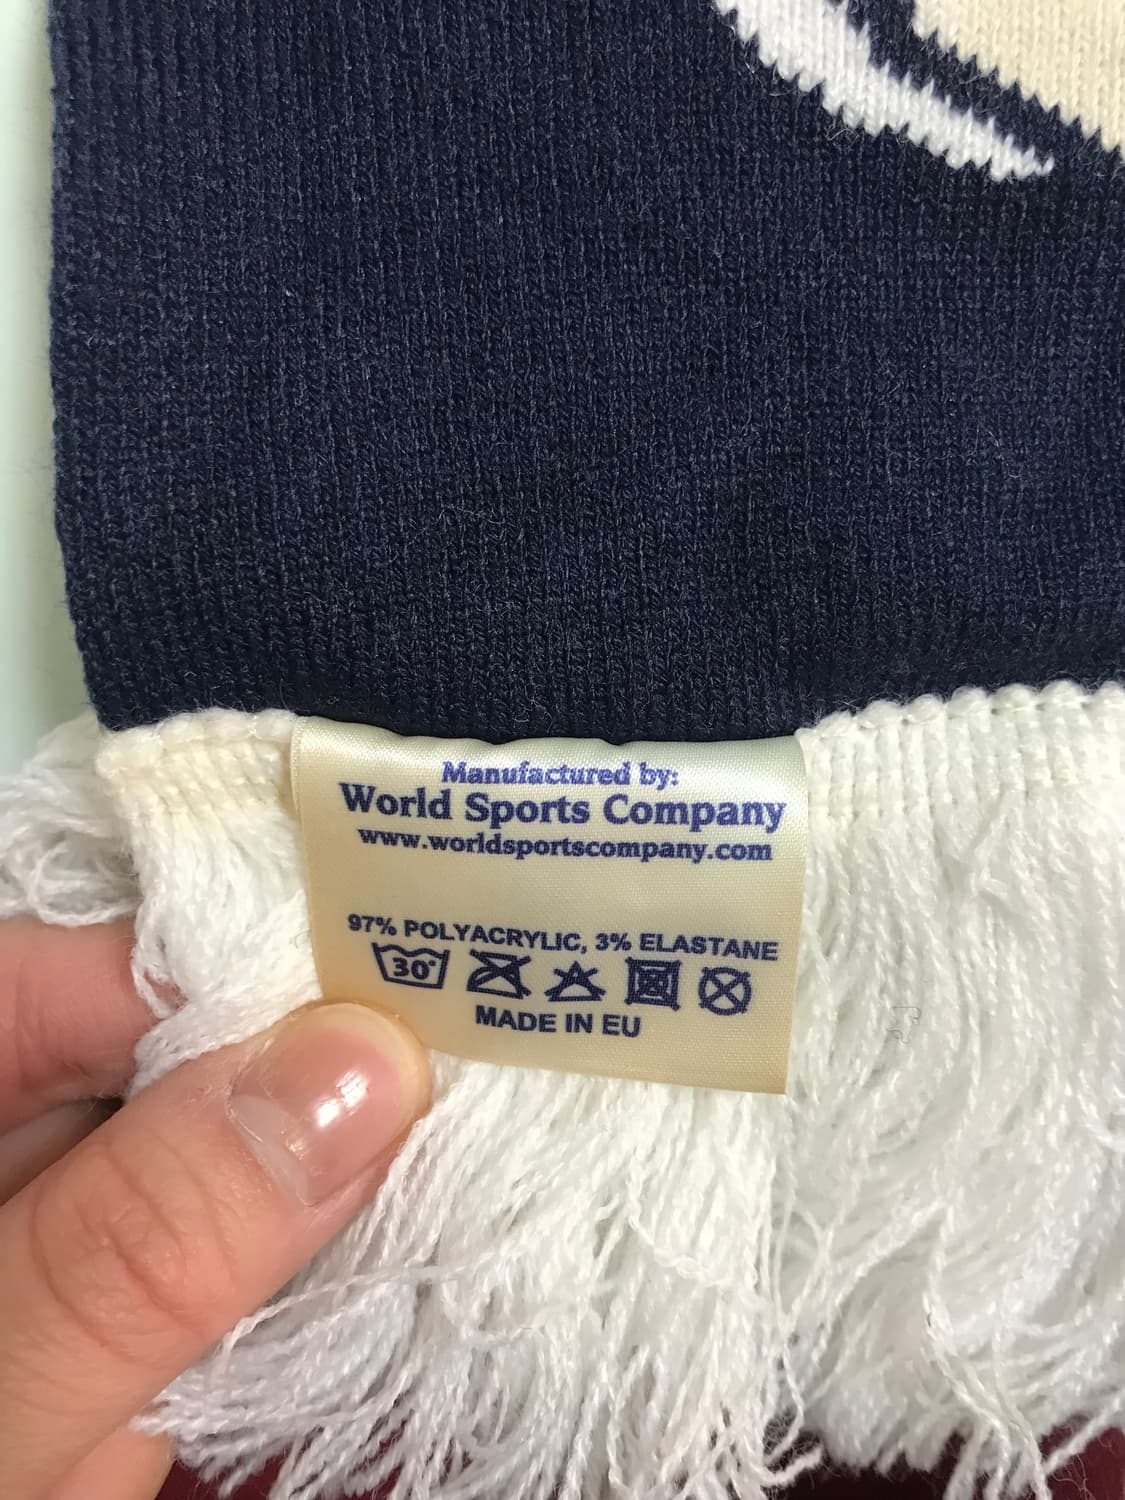 Manufactured by:
World Sports Company
www.worldsportscompany.com
97% POLYACRYLIC, 3% ELASTANE
30°
MADE IN EU